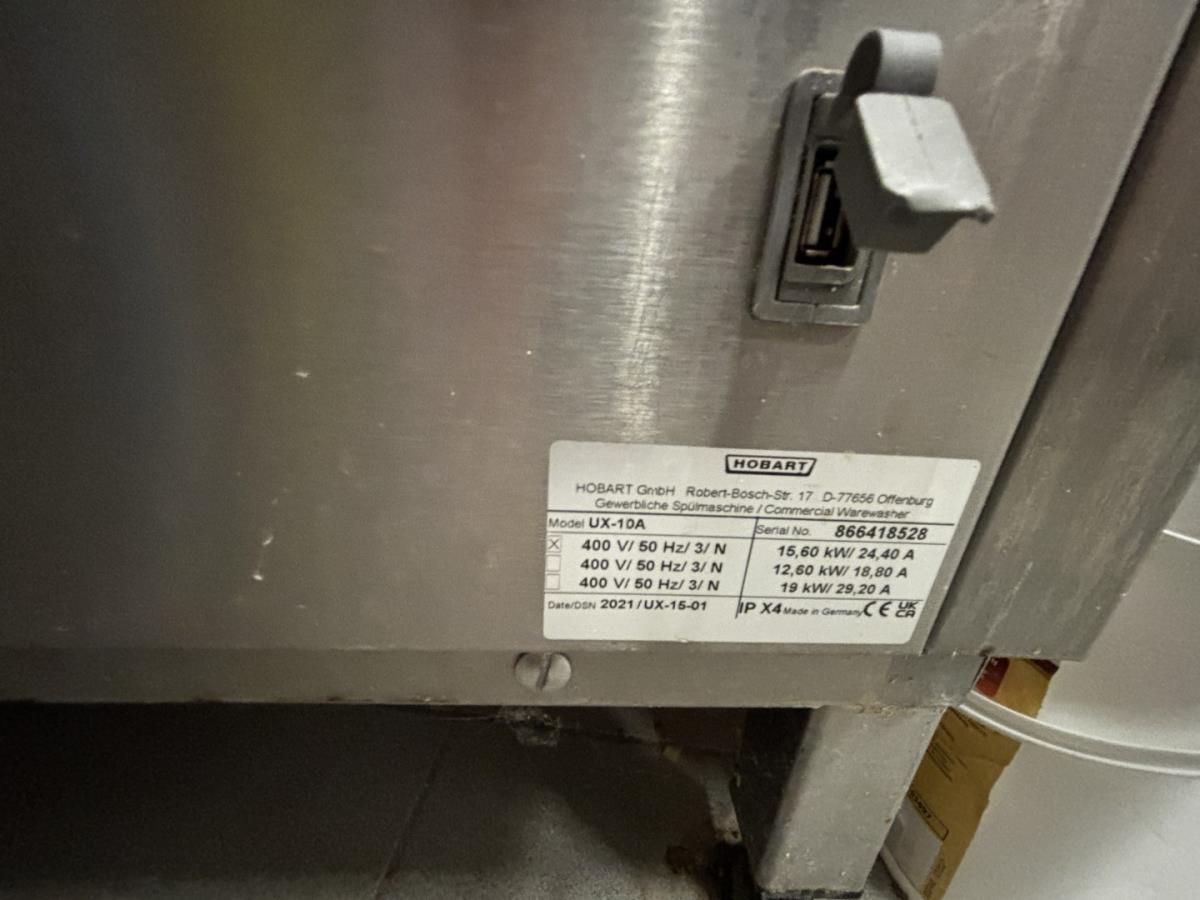 HOBART
HOBART GmbH Robert-Bosch-Str. 17 D-77656 Offenburg
Gewerbliche Spülmaschine / Commercial Warewasher
Model UX-10A Serial No. 866418528
X 400 V/ 50 Hz/ 3/ N 15,60 kW/ 24,40 A
400 V/ 50 Hz/ 3/ N 12,60 kW/ 18,80 A
400 V/ 50 Hz/ 3/ N 19 kW/ 29,20 A
Date/DSN 2021/UX-15-01 IP X4 Made in Germany CE UK CA